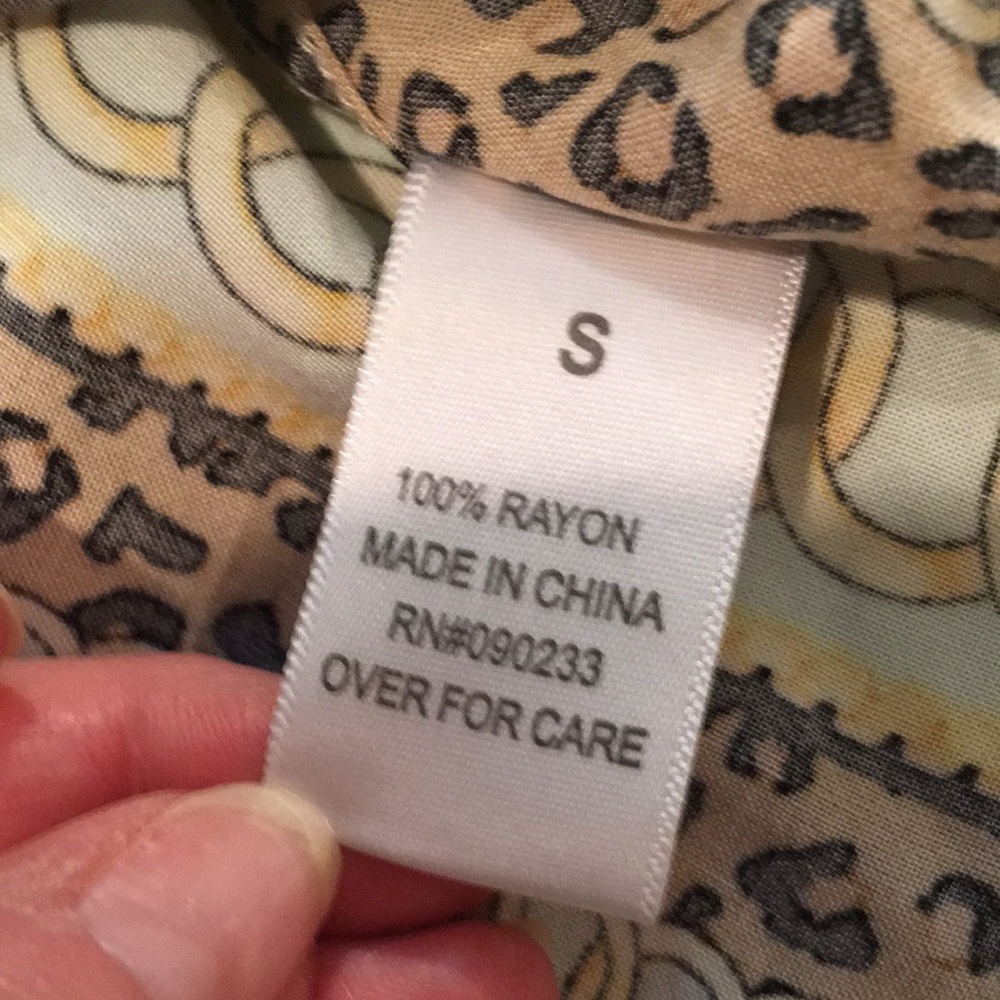 S
100% RAYON
MADE IN CHINA
RN#090233
OVER FOR CARE